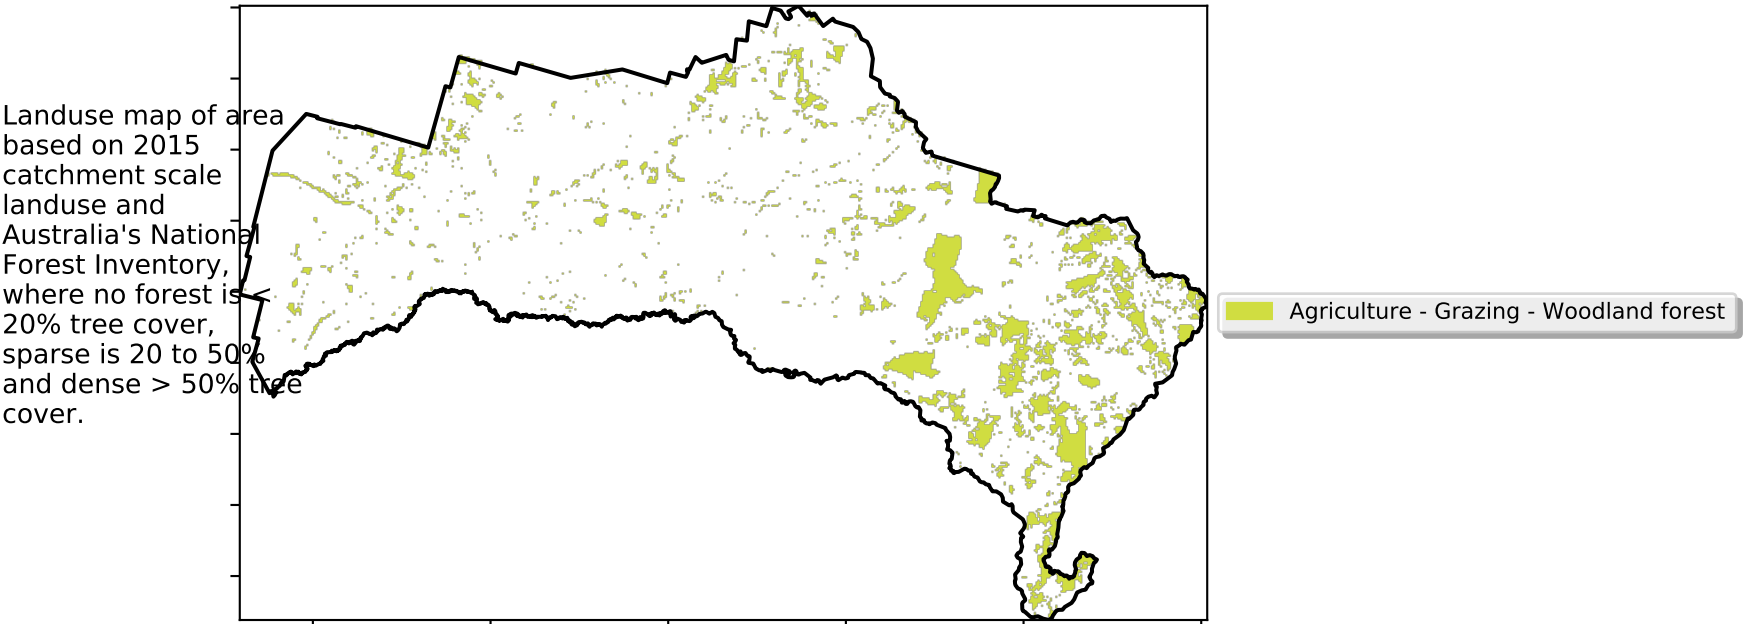 Landuse map of area
based on 2015
catchment scale
landuse and
Australia's National
Forest Inventory,
where no forest is <
20% tree cover,
sparse is 20 to 50%
and dense > 50% tree
cover.
Agriculture - Grazing - Woodland forest